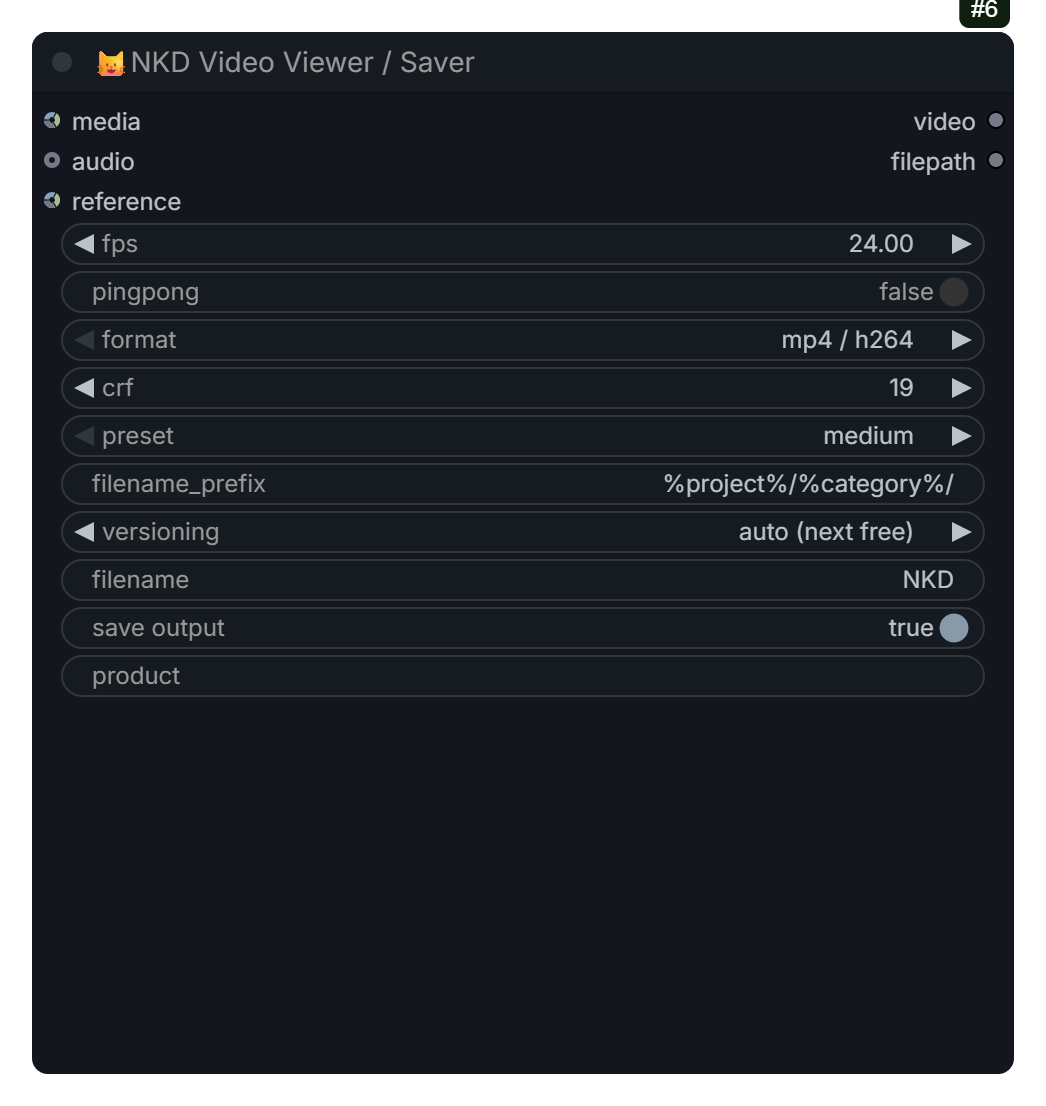 #6
NKD Video Viewer / Saver
media video
audio filepath
reference
fps 24.00
pingpong false
format mp4 / h264
crf 19
preset medium
filename_prefix %project%/%category%/
versioning auto (next free)
filename NKD
save output true
product